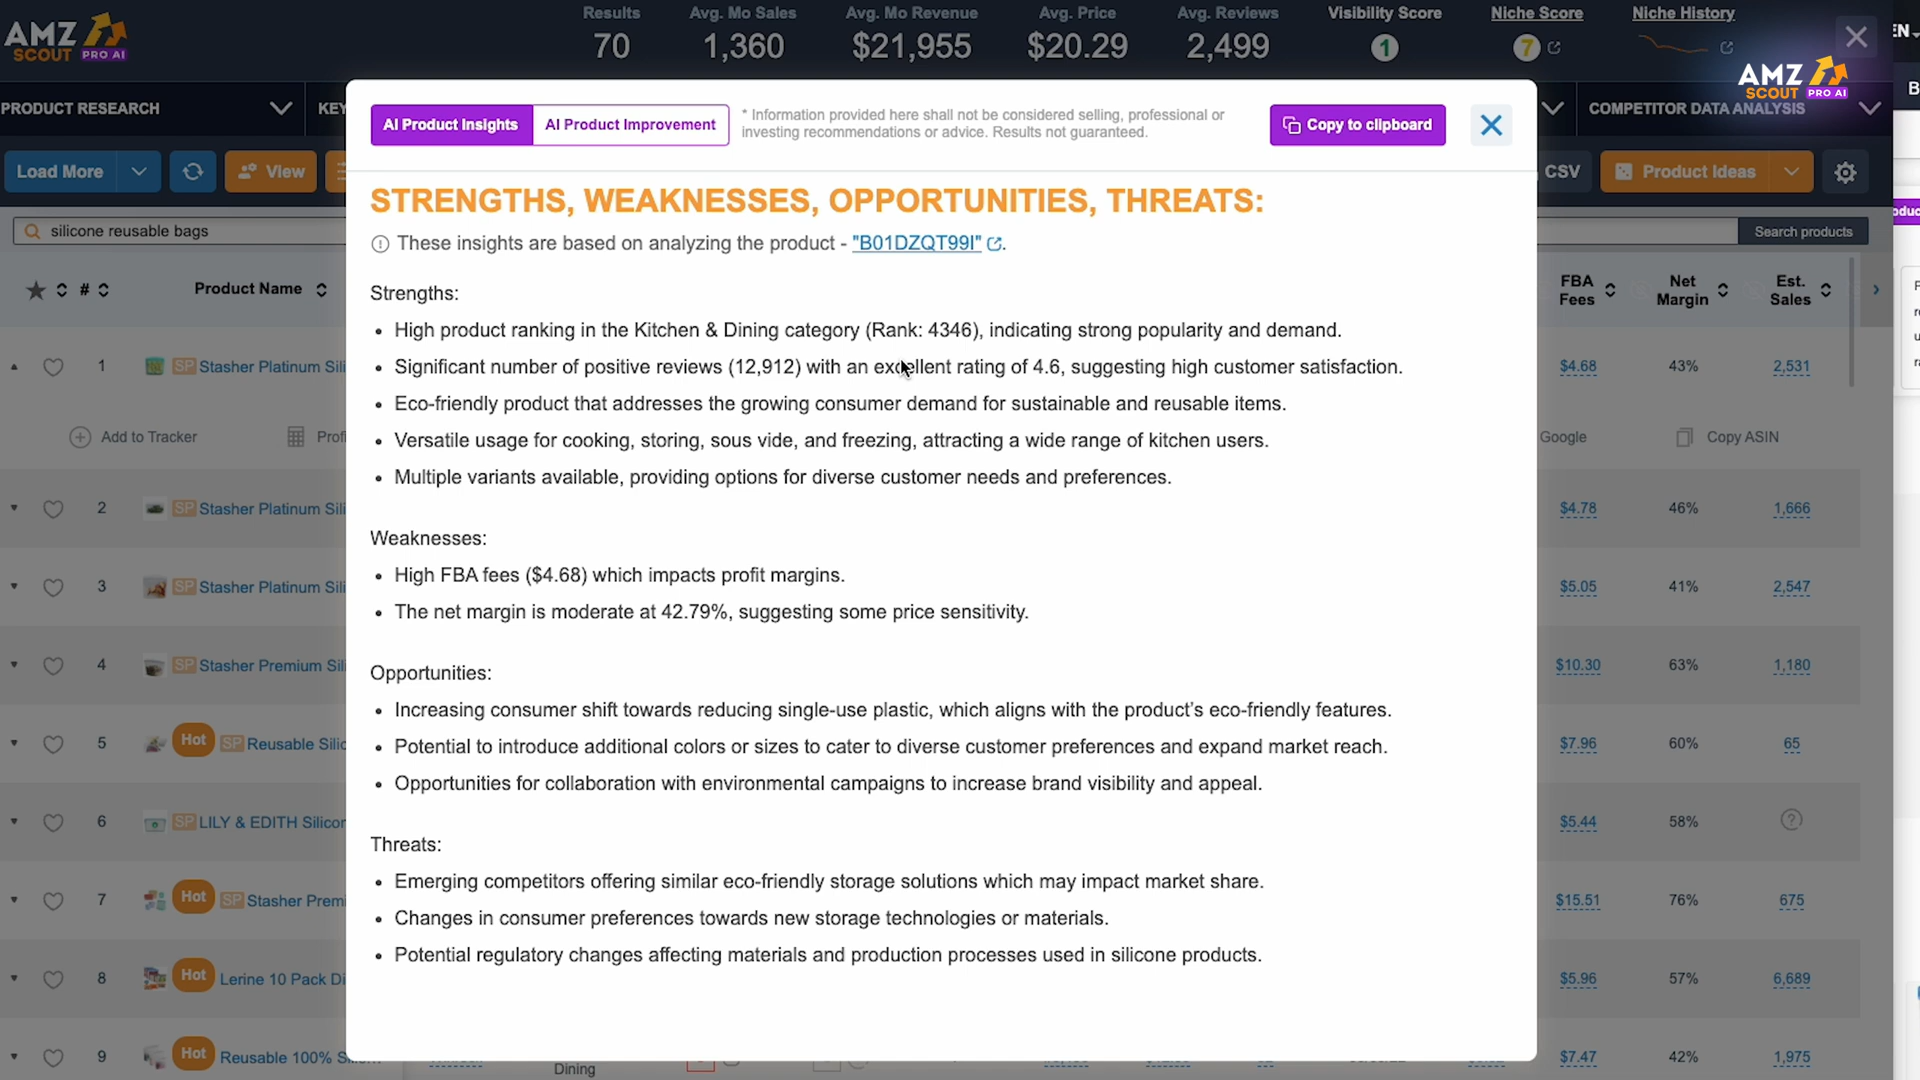 AMZ
SCOUT PRO AI
Results
70
Avg. Mo Sales
1,360
Avg. Mo Revenue
$21,955
Avg. Price
$20.29
Avg. Reviews
2,499
Visibility Score
1
Niche Score
7
Niche History
EN
AMZ
SCOUT PRO AI
PRODUCT RESEARCH
KEY
COMPETITOR DATA ANALYSIS
B
AI Product Insights
AI Product Improvement
* Information provided here shall not be considered selling, professional or
investing recommendations or advice. Results not guaranteed.
Copy to clipboard
Load More
View
CSV
Product Ideas
silicone reusable bags
Search products
STRENGTHS, WEAKNESSES, OPPORTUNITIES, THREATS:
These insights are based on analyzing the product - "B01DZQT99I".
# Product Name
FBA
Fees
Net
Margin
Est.
Sales
Strengths:
• High product ranking in the Kitchen & Dining category (Rank: 4346), indicating strong popularity and demand.
• Significant number of positive reviews (12,912) with an excellent rating of 4.6, suggesting high customer satisfaction.
• Eco-friendly product that addresses the growing consumer demand for sustainable and reusable items.
• Versatile usage for cooking, storing, sous vide, and freezing, attracting a wide range of kitchen users.
• Multiple variants available, providing options for diverse customer needs and preferences.
Weaknesses:
• High FBA fees ($4.68) which impacts profit margins.
• The net margin is moderate at 42.79%, suggesting some price sensitivity.
Opportunities:
• Increasing consumer shift towards reducing single-use plastic, which aligns with the product's eco-friendly features.
• Potential to introduce additional colors or sizes to cater to diverse customer preferences and expand market reach.
• Opportunities for collaboration with environmental campaigns to increase brand visibility and appeal.
Threats:
• Emerging competitors offering similar eco-friendly storage solutions which may impact market share.
• Changes in consumer preferences towards new storage technologies or materials.
• Potential regulatory changes affecting materials and production processes used in silicone products.
1 SP Stasher Platinum Sili $4.68 43% 2,531
Add to Tracker
Profi
Google
Copy ASIN
2 SP Stasher Platinum Sili $4.78 46% 1,666
3 SP Stasher Platinum Sili $5.05 41% 2,547
4 SP Stasher Premium Sili $10.30 63% 1,180
5 Hot SP Reusable Silic $7.96 60% 65
6 SP LILY & EDITH Silicon $5.44 58% ?
7 Hot SP Stasher Premi $15.51 76% 675
8 Hot Lerine 10 Pack Di $5.96 57% 6,689
9 Hot Reusable 100% $7.47 42% 1,975
Dining